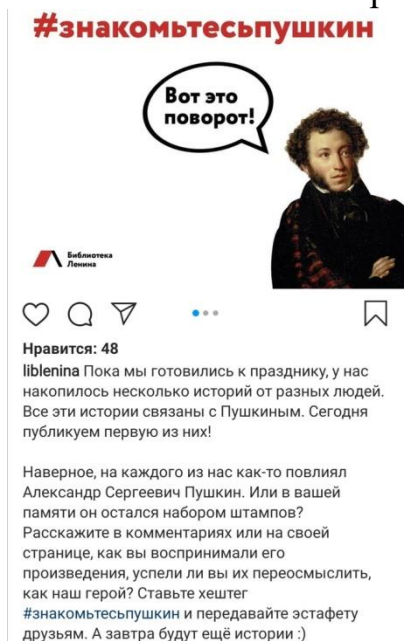 #знакомьтесьпушкин
Вот это
поворот!
Библиотека
Ленина
Нравится: 48
liblenina Пока мы готовились к празднику, у нас
накопилось несколько историй от разных людей.
Все эти истории связаны с Пушкиным. Сегодня
публикуем первую из них!
Наверное, на каждого из нас как-то повлиял
Александр Сергеевич Пушкин. Или в вашей
памяти он остался набором штампов?
Расскажите в комментариях или на своей
странице, как вы воспринимали его
произведения, успели ли вы их переосмыслить,
как наш герой? Ставьте хештег
#знакомьтесьпушкин и передавайте эстафету
друзьям. А завтра будут ещё истории :)